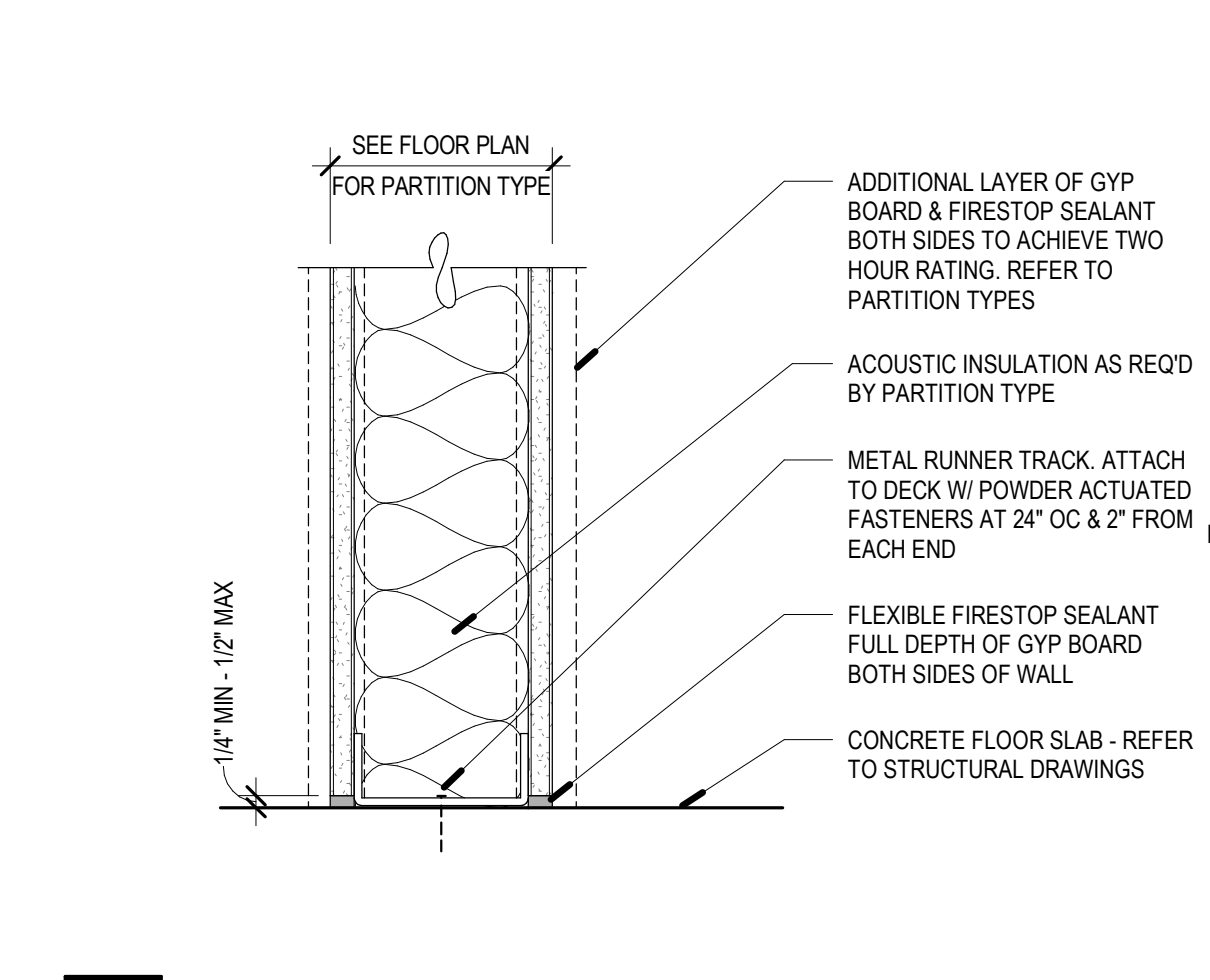 SEE FLOOR PLAN
FOR PARTITION TYPE
ADDITIONAL LAYER OF GYP
BOARD & FIRESTOP SEALANT
BOTH SIDES TO ACHIEVE TWO
HOUR RATING. REFER TO
PARTITION TYPES
ACOUSTIC INSULATION AS REQ'D
BY PARTITION TYPE
METAL RUNNER TRACK. ATTACH
TO DECK W/ POWDER ACTUATED
FASTENERS AT 24" OC & 2" FROM
EACH END
FLEXIBLE FIRESTOP SEALANT
FULL DEPTH OF GYP BOARD
BOTH SIDES OF WALL
CONCRETE FLOOR SLAB - REFER
TO STRUCTURAL DRAWINGS
1/4" MIN - 1/2" MAX